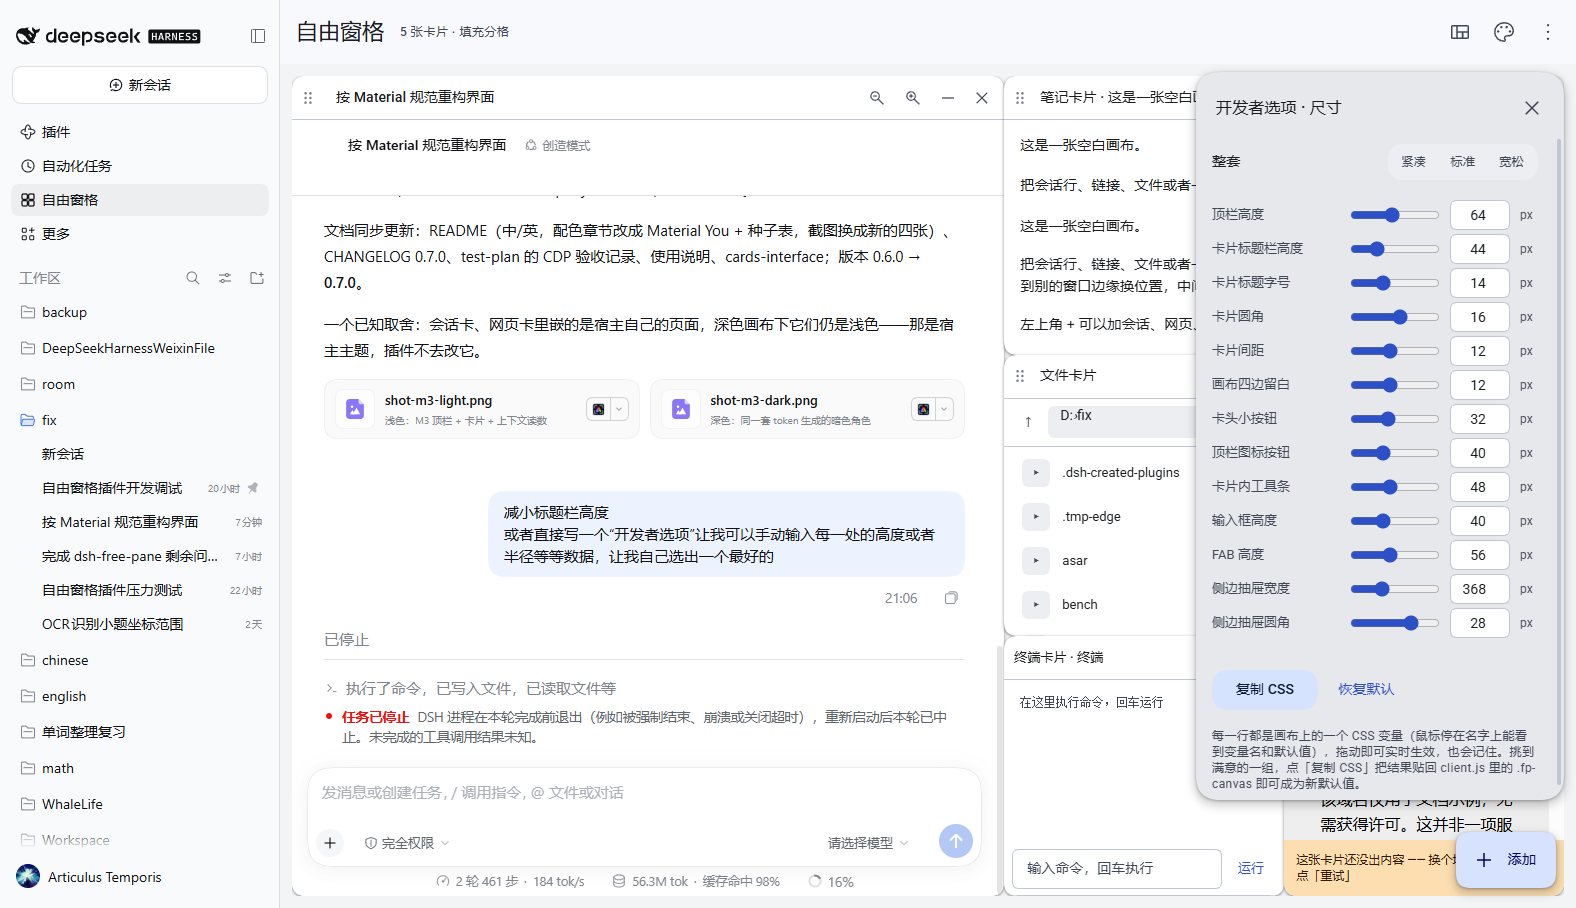 deepseek HARNESS
新会话
插件
自动化任务
自由窗格
更多
工作区
backup
DeepSeekHarnessWeixinFile
room
fix
新会话
自由窗格插件开发调试 20小时
按 Material 规范重构界面 7分钟
完成 dsh-free-pane 剩余问... 7小时
自由窗格插件压力测试 22小时
OCR识别小题坐标范围 2天
chinese
english
单词整理复习
math
WhaleLife
Workspace
Articulus Temporis
自由窗格 5 张卡片 · 填充分格
按 Material 规范重构界面
按 Material 规范重构界面 创造模式
文档同步更新：README（中/英，配色章节改成 Material You + 种子表，截图换成新的四张）、
CHANGELOG 0.7.0、test-plan 的 CDP 验收记录、使用说明、cards-interface；版本 0.6.0 →
0.7.0。
一个已知取舍：会话卡、网页卡里嵌的是宿主自己的页面，深色画布下它们仍是浅色——那是宿
主主题，插件不去改它。
shot-m3-light.png
浅色：M3 顶栏 + 卡片 + 上下文读数
shot-m3-dark.png
深色：同一套 token 生成的暗色角色
减小标题栏高度
或者直接写一个“开发者选项”让我可以手动输入每一处的高度或者
半径等等数据，让我自己选出一个最好的
21:06
已停止
执行了命令，已写入文件，已读取文件等
任务已停止 DSH 进程在本轮完成前退出（例如被强制结束、崩溃或关闭超时），重新启动后本轮已中
止。未完成的工具调用结果未知。
发消息或创建任务，/ 调用指令，@ 文件或对话
完全权限
请选择模型
2 轮 461 步 · 184 tok/s 56.3M tok · 缓存命中 98% 16%
笔记卡片 · 这是一张空白
这是一张空白画布。
把会话行、链接、文件或者
这是一张空白画布。
把会话行、链接、文件或者
到别的窗口边缘换位置，中
左上角 + 可以加会话、网页、
文件卡片
↑ D:›fix
.dsh-created-plugins
.tmp-edge
asar
bench
终端卡片 · 终端
在这里执行命令，回车运行
输入命令，回车执行 运行
开发者选项 · 尺寸
整套 紧凑 标准 宽松
顶栏高度 64 px
卡片标题栏高度 44 px
卡片标题字号 14 px
卡片圆角 16 px
卡片间距 12 px
画布四边留白 12 px
卡头小按钮 32 px
顶栏图标按钮 40 px
卡片内工具条 48 px
输入框高度 40 px
FAB 高度 56 px
侧边抽屉宽度 368 px
侧边抽屉圆角 28 px
复制 CSS 恢复默认
每一行都是画布上的一个 CSS 变量（鼠标停在名字上能看
到变量名和默认值），拖动即可实时生效，也会记住。挑到
满意的一组，点「复制 CSS」把结果贴回 client.js 里的 .fp-
canvas 即可成为新默认值。
需获得许可。这并非一项服
这张卡片还没出内容 —— 换个
点「重试」
添加